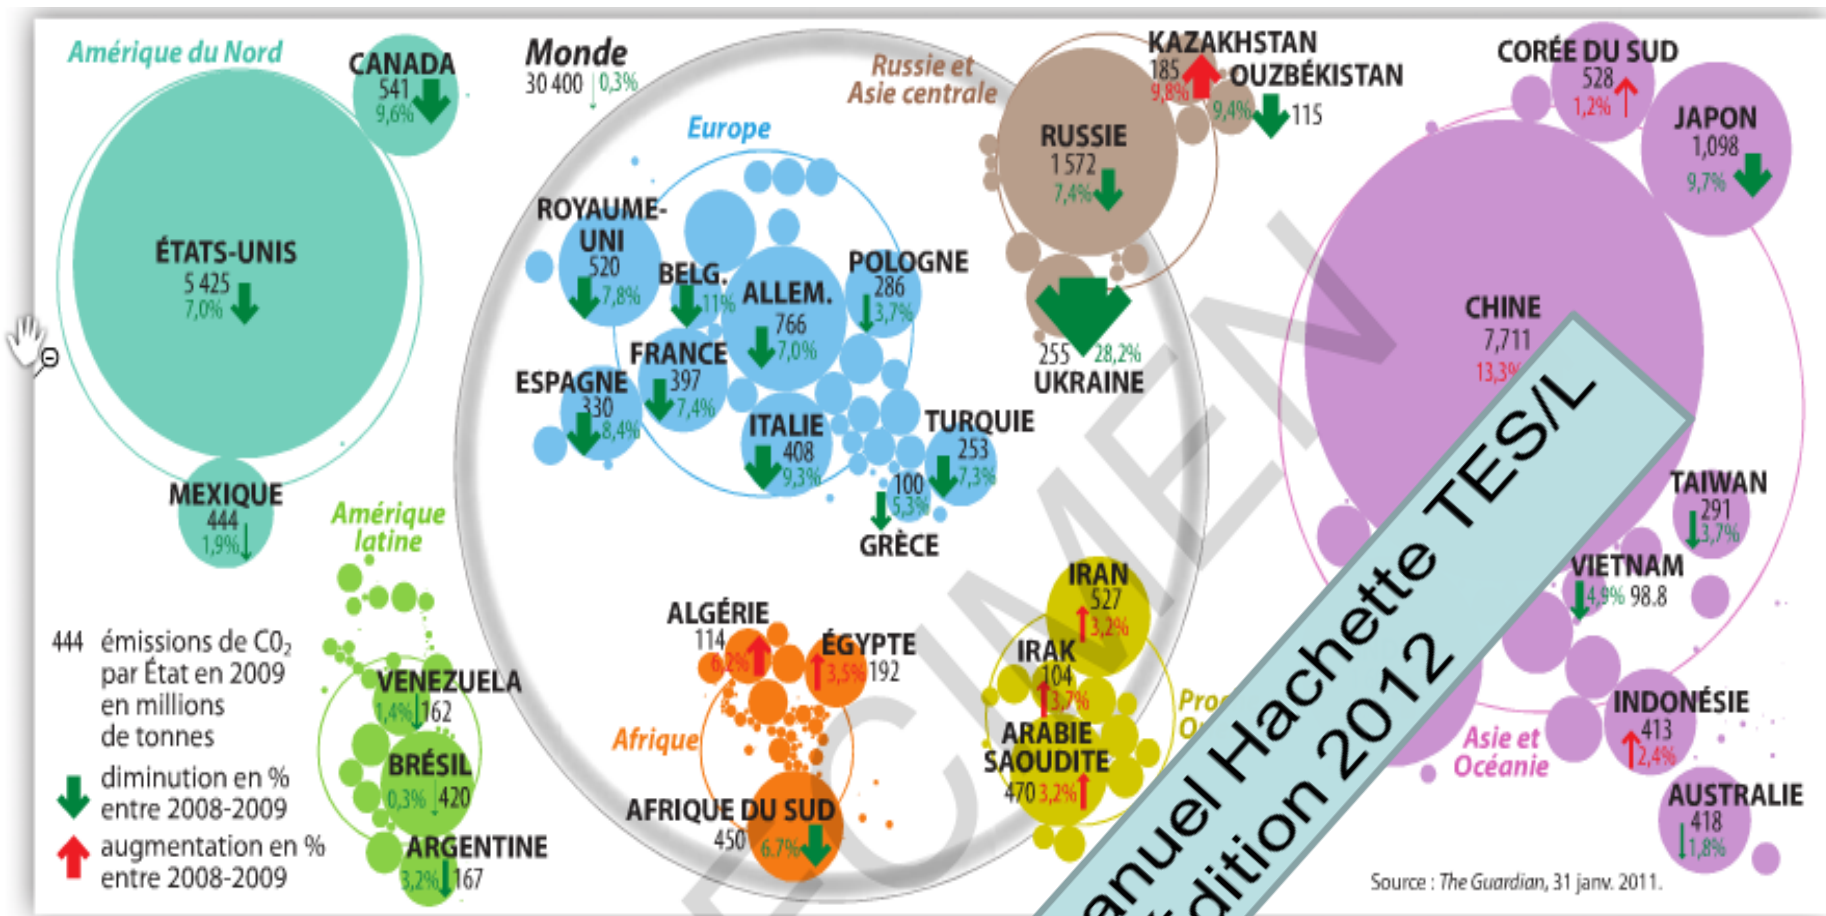 Amérique du Nord
CANADA
541
9,6%
ÉTATS-UNIS
5 425
7,0%
MEXIQUE
444
1,9%
Monde
30 400
0,3%
Europe
ROYAUME-
UNI
520
7,8%
BELG.
11%
ALLEM.
766
7,0%
POLOGNE
286
3,7%
FRANCE
397
7,4%
ESPAGNE
330
8,4%
ITALIE
408
9,3%
TURQUIE
253
7,3%
100
5,3%
GRÈCE
Russie et
Asie centrale
KAZAKHSTAN
185
9,8%
OUZBÉKISTAN
9,4%
115
RUSSIE
1 572
7,4%
255
28,2%
UKRAINE
CORÉE DU SUD
528
1,2%
JAPON
1,098
9,7%
CHINE
7,711
13,3%
TAIWAN
291
3,7%
VIETNAM
4,9% 98.8
INDONÉSIE
413
2,4%
Asie et
Océanie
AUSTRALIE
418
1,8%
Amérique
latine
VENEZUELA
1,4% 162
BRÉSIL
0,3% 420
ARGENTINE
3,2% 167
ALGÉRIE
114
6,2%
ÉGYPTE
3,5% 192
Afrique
AFRIQUE DU SUD
450
6.7%
IRAN
527
3,2%
IRAK
104
3,7%
ARABIE
SAOUDITE
470 3,2%
444 émissions de CO₂
par État en 2009
en millions
de tonnes
diminution en %
entre 2008-2009
augmentation en %
entre 2008-2009
Hachette TES/L
2012
Source : The Guardian, 31 janv. 2011.